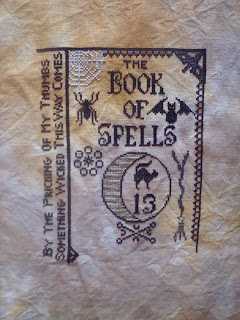 THE
BOOK
OF
SPELLS
13
BY THE PRICKING OF MY THUMBS
SOMETHING WICKED THIS WAY COMES